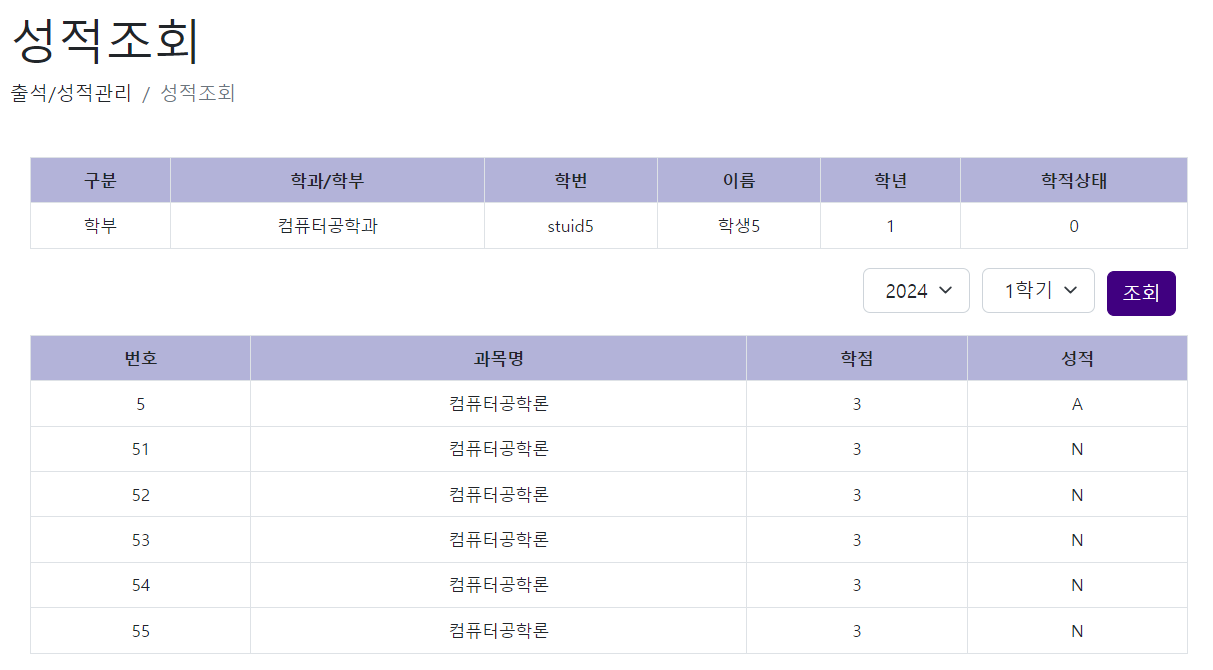 성적조회
출석/성적관리 / 성적조회
구분 학과/학부 학번 이름 학년 학적상태
학부 컴퓨터공학과 stuid5 학생5 1 0
2024 1학기 조회
번호 과목명 학점 성적
5 컴퓨터공학론 3 A
51 컴퓨터공학론 3 N
52 컴퓨터공학론 3 N
53 컴퓨터공학론 3 N
54 컴퓨터공학론 3 N
55 컴퓨터공학론 3 N